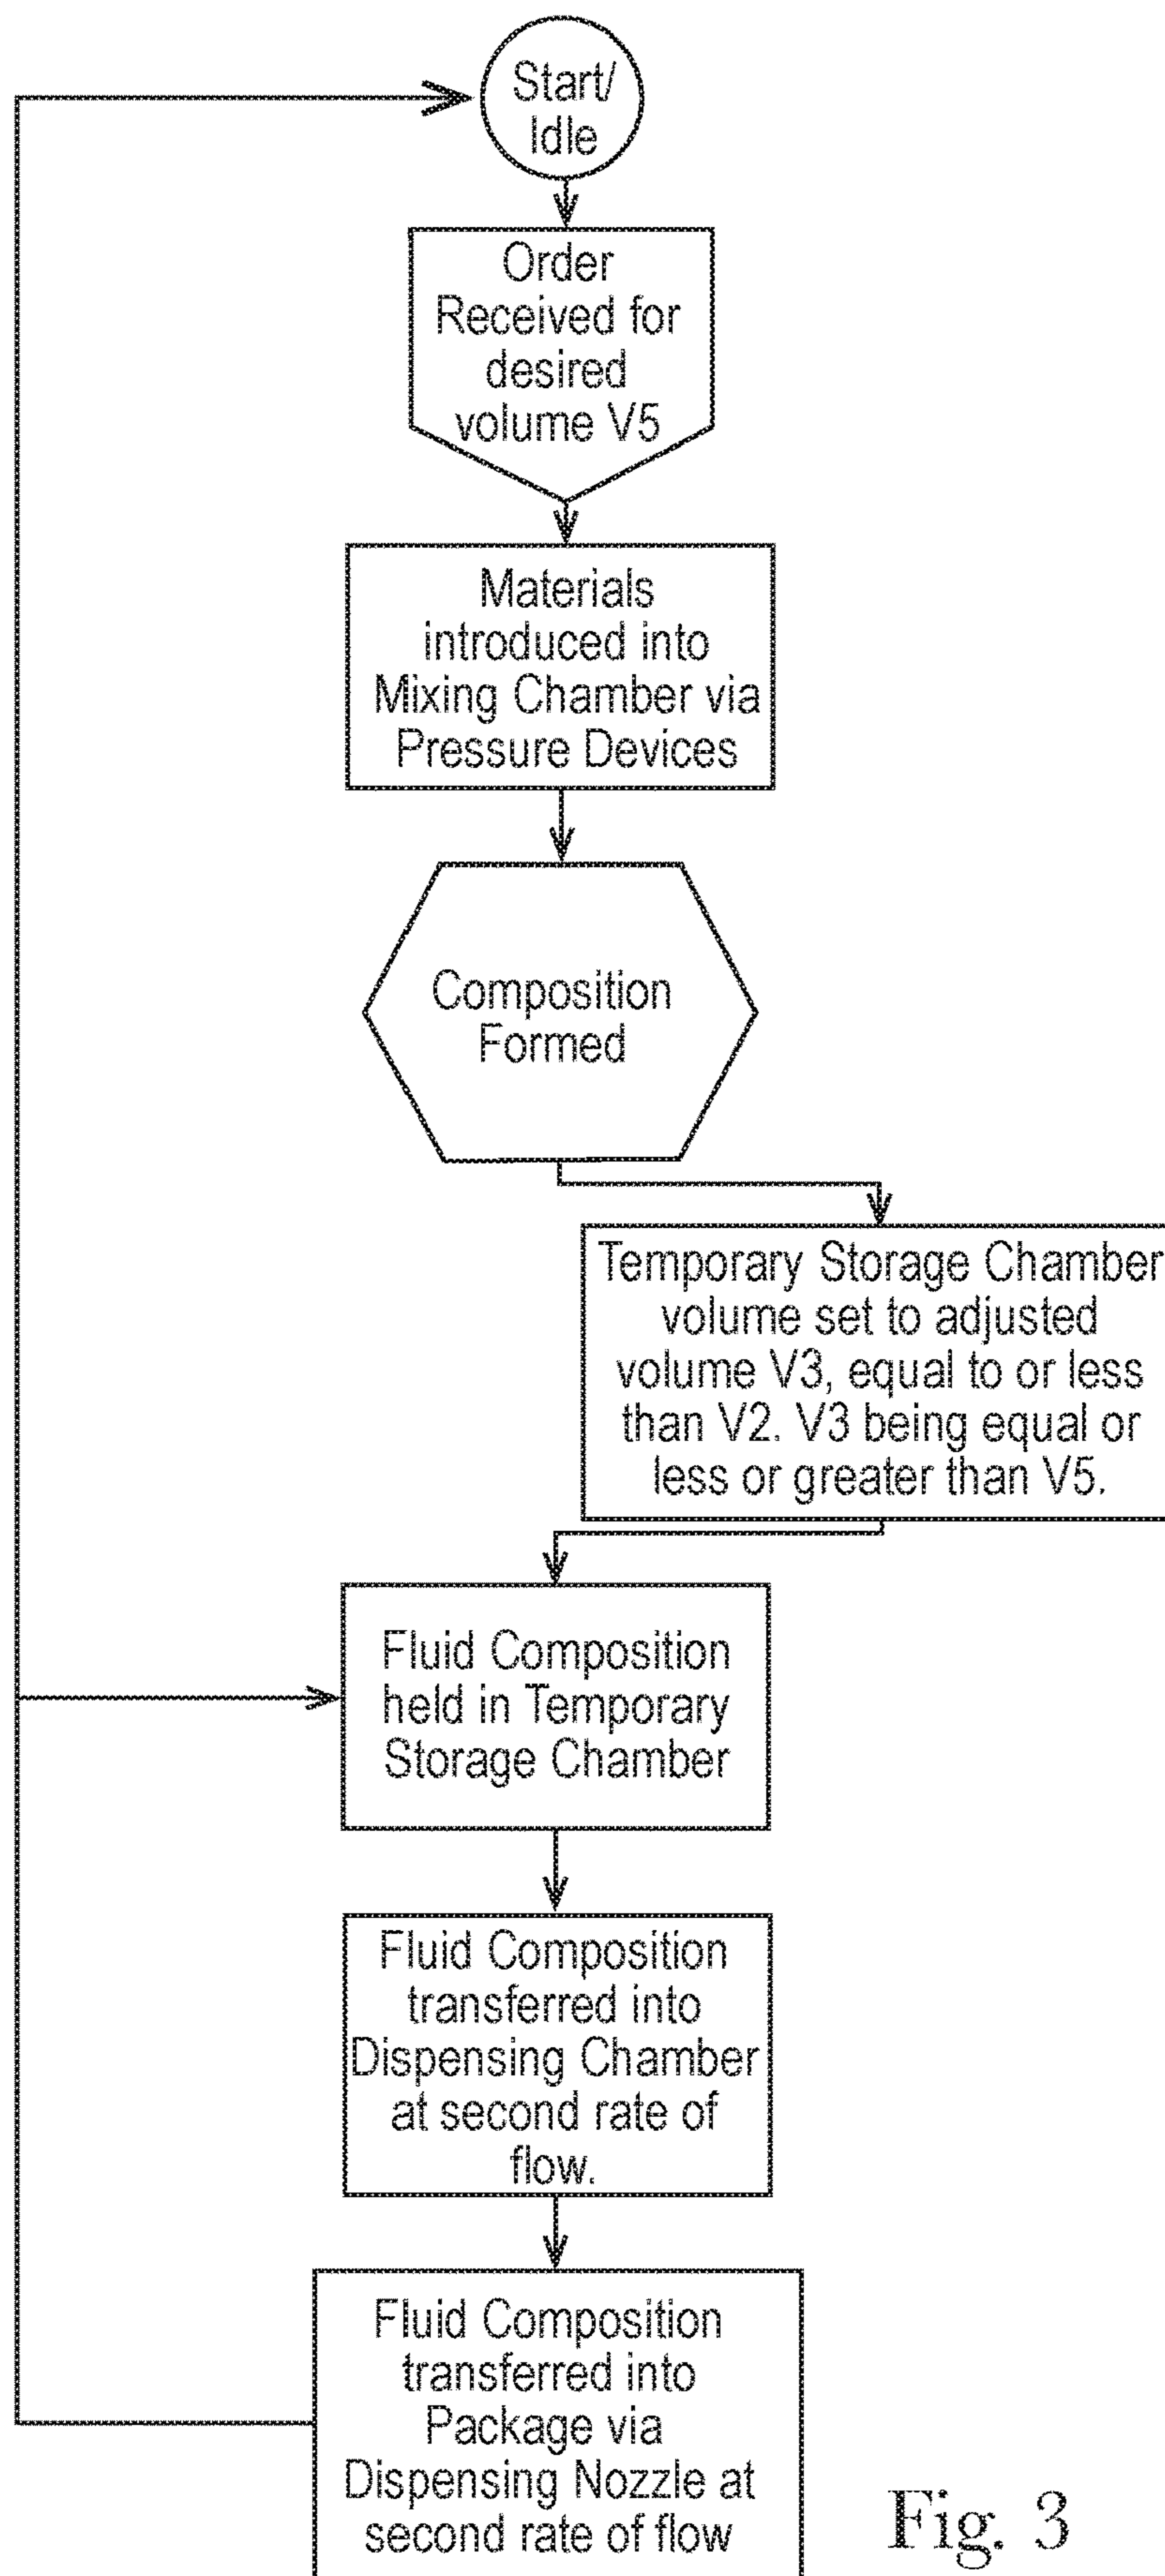 Start/
Idle
Order
Received for
desired
volume V5
Materials
introduced into
Mixing Chamber via
Pressure Devices
Composition
Formed
Temporary Storage Chamber
volume set to adjusted
volume V3, equal to or less
than V2. V3 being equal or
less or greater than V5.
Fluid Composition
held in Temporary
Storage Chamber
Fluid Composition
transferred into
Dispensing Chamber
at second rate of
flow.
Fluid Composition
transferred into
Package via
Dispensing Nozzle at
second rate of flow
Fig. 3